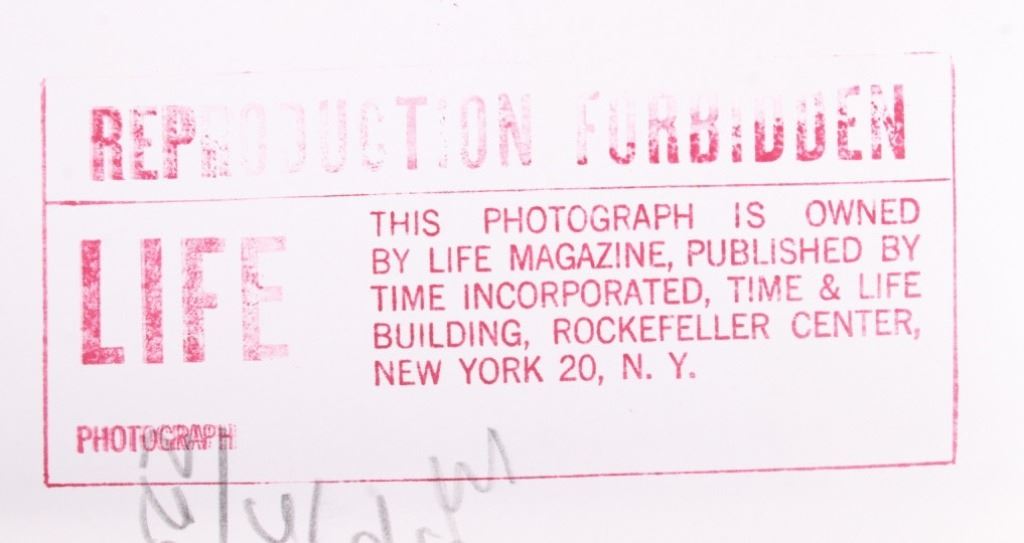 REPRODUCTION FORBIDDEN
LIFE
THIS PHOTOGRAPH IS OWNED
BY LIFE MAGAZINE, PUBLISHED BY
TIME INCORPORATED, TIME & LIFE
BUILDING, ROCKEFELLER CENTER,
NEW YORK 20, N. Y.
PHOTOGRAPH